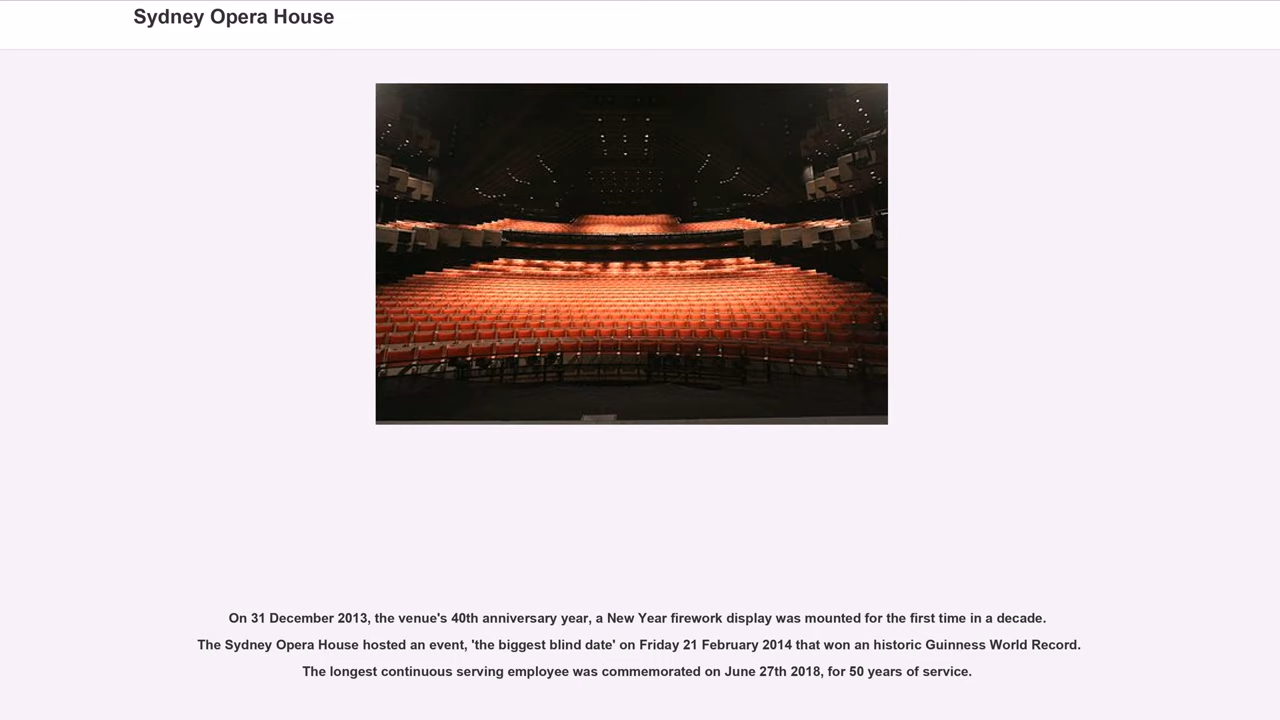 Sydney Opera House
On 31 December 2013, the venue's 40th anniversary year, a New Year firework display was mounted for the first time in a decade.
The Sydney Opera House hosted an event, 'the biggest blind date' on Friday 21 February 2014 that won an historic Guinness World Record.
The longest continuous serving employee was commemorated on June 27th 2018, for 50 years of service.